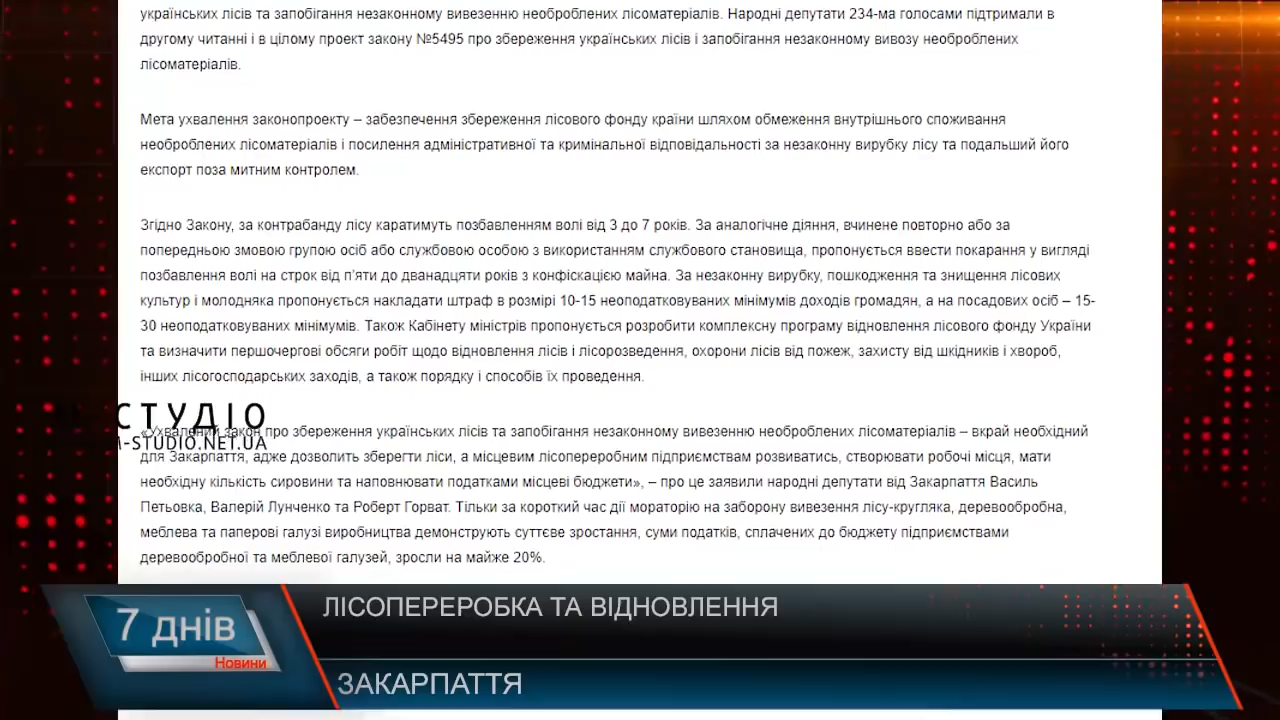 українських лісів та запобігання незаконному вивезенню необроблених лісоматеріалів. Народні депутати 234-ма голосами підтримали в
другому читанні і в цілому проект закону №5495 про збереження українських лісів і запобігання незаконному вивозу необроблених
лісоматеріалів.
Мета ухвалення законопроекту – забезпечення збереження лісового фонду країни шляхом обмеження внутрішнього споживання
необроблених лісоматеріалів і посилення адміністративної та кримінальної відповідальності за незаконну вирубку лісу та подальший його
експорт поза митним контролем.
Згідно Закону, за контрабанду лісу каратимуть позбавленням волі від 3 до 7 років. За аналогічне діяння, вчинене повторно або за
попередньою змовою групою осіб або службовою особою з використанням службового становища, пропонується ввести покарання у вигляді
позбавлення волі на строк від п'яти до дванадцяти років з конфіскацією майна. За незаконну вирубку, пошкодження та знищення лісових
культур і молодняка пропонується накладати штраф в розмірі 10-15 неоподатковуваних мінімумів доходів громадян, а на посадових осіб – 15-
30 неоподатковуваних мінімумів. Також Кабінету міністрів пропонується розробити комплексну програму відновлення лісового фонду України
та визначити першочергові обсяги робіт щодо відновлення лісів і лісорозведення, охорони лісів від пожеж, захисту від шкідників і хвороб,
інших лісогосподарських заходів, а також порядку і способів їх проведення.
СТУДІО
M-STUDIO.NET.UA
«Ухвалений закон про збереження українських лісів та запобігання незаконному вивезенню необроблених лісоматеріалів – вкрай необхідний
для Закарпаття, адже дозволить зберегти ліси, а місцевим лісопереробним підприємствам розвиватись, створювати робочі місця, мати
необхідну кількість сировини та наповнювати податками місцеві бюджети», – про це заявили народні депутати від Закарпаття Василь
Петьовка, Валерій Лунченко та Роберт Горват. Тільки за короткий час дії мораторію на заборону вивезення лісу-кругляка, деревообробна,
меблева та паперові галузі виробництва демонструють суттєве зростання, суми податків, сплачених до бюджету підприємствами
деревообробної та меблевої галузей, зросли на майже 20%.
7 днів
Новини
ЛІСОПЕРЕРОБКА ТА ВІДНОВЛЕННЯ
ЗАКАРПАТТЯ